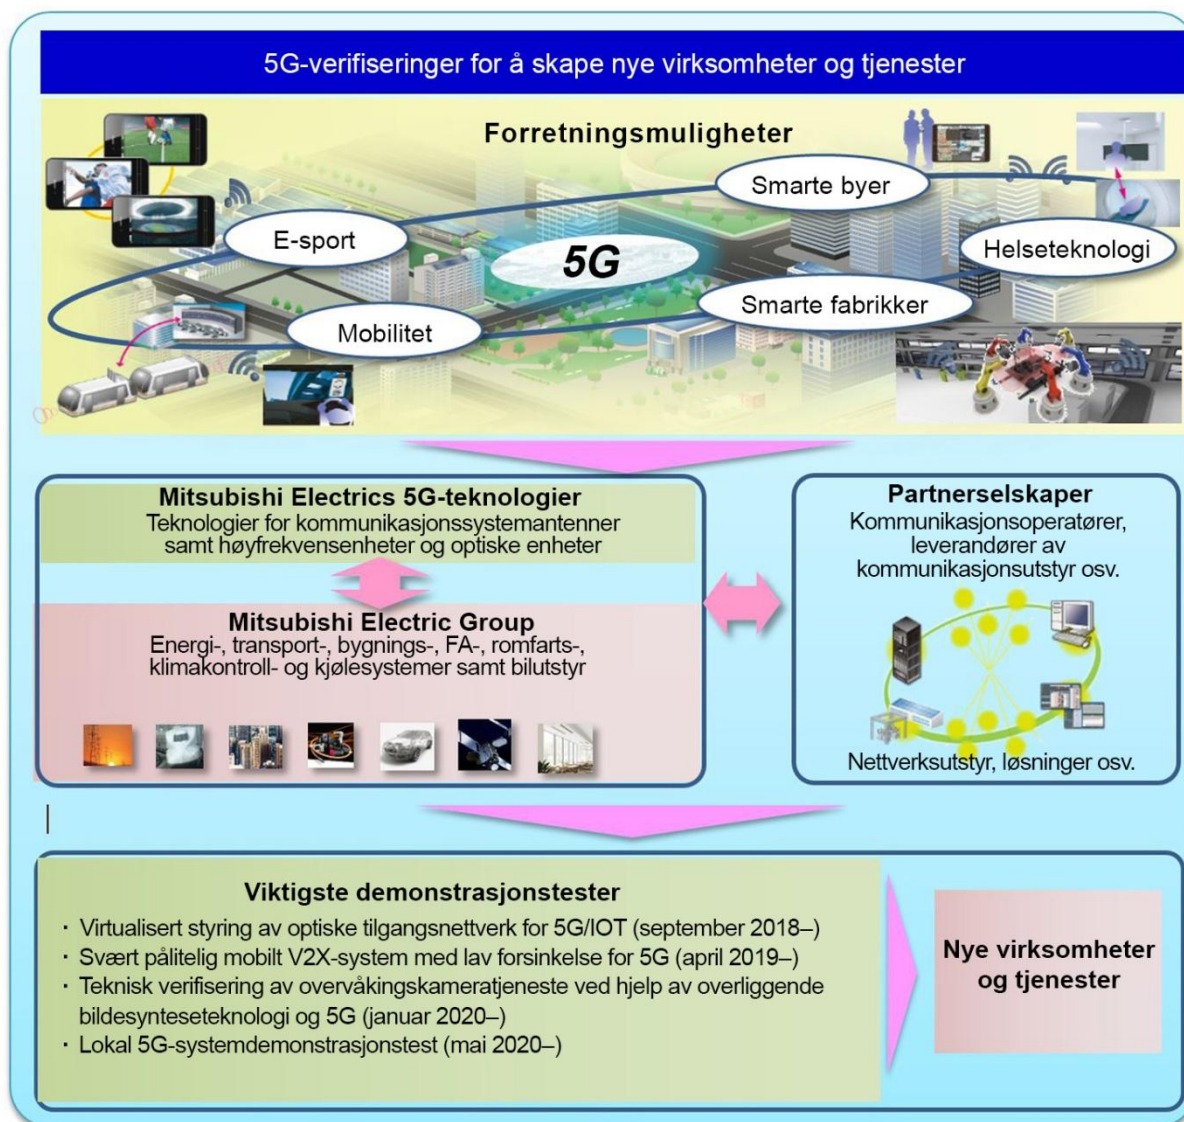 5G-verifiseringer for å skape nye virksomheter og tjenester
Forretningsmuligheter
Smarte byer
E-sport
5G
Helseteknologi
Smarte fabrikker
Mobilitet
Mitsubishi Electrics 5G-teknologier
Teknologier for kommunikasjonssystemantenner
samt høyfrekvensenheter og optiske enheter
Mitsubishi Electric Group
Energi-, transport-, bygnings-, FA-, romfarts-,
klimakontroll- og kjølesystemer samt bilutstyr
Partnerselskaper
Kommunikasjonsoperatører,
leverandører av
kommunikasjonsutstyr osv.
Nettverksutstyr, løsninger osv.
Viktigste demonstrasjonstester
· Virtualisert styring av optiske tilgangsnettverk for 5G/IOT (september 2018–)
· Svært pålitelig mobilt V2X-system med lav forsinkelse for 5G (april 2019–)
· Teknisk verifisering av overvåkingskameratjeneste ved hjelp av overliggende
bildesynteseteknologi og 5G (januar 2020–)
· Lokal 5G-systemdemonstrasjonstest (mai 2020–)
Nye virksomheter
og tjenester